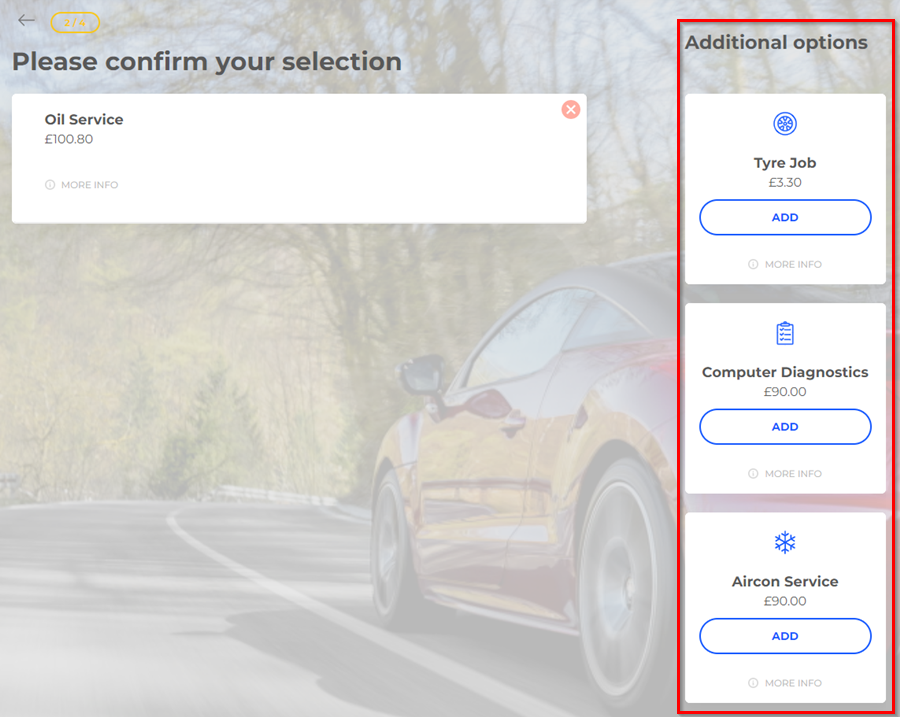 2 / 4
Please confirm your selection
Oil Service
£100.80
MORE INFO
Additional options
Tyre Job
£3.30
ADD
MORE INFO
Computer Diagnostics
£90.00
ADD
MORE INFO
Aircon Service
£90.00
ADD
MORE INFO